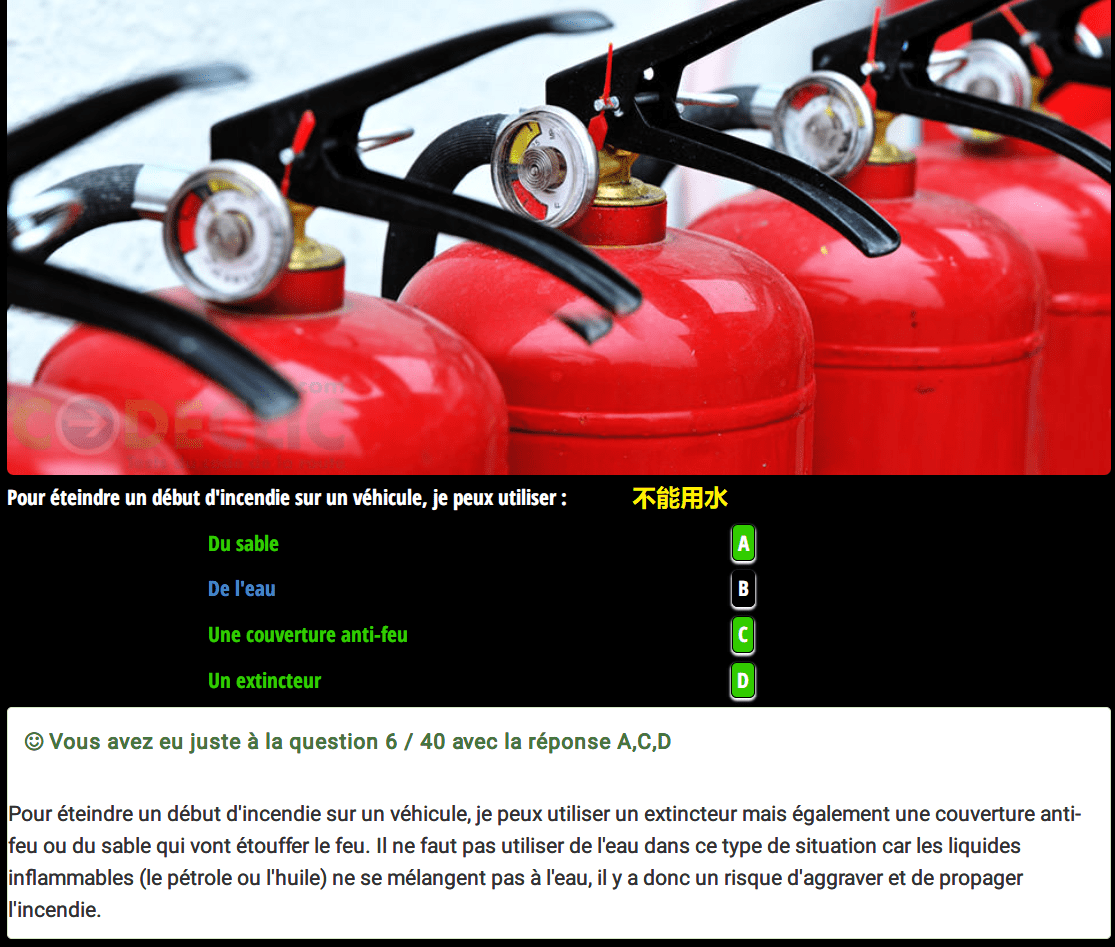 CODECLIC
.com
Pour éteindre un début d'incendie sur un véhicule, je peux utiliser : 不能用水
Du sable A
De l'eau B
Une couverture anti-feu C
Un extincteur D
Vous avez eu juste à la question 6 / 40 avec la réponse A,C,D
Pour éteindre un début d'incendie sur un véhicule, je peux utiliser un extincteur mais également une couverture anti-
feu ou du sable qui vont étouffer le feu. Il ne faut pas utiliser de l'eau dans ce type de situation car les liquides
inflammables (le pétrole ou l'huile) ne se mélangent pas à l'eau, il y a donc un risque d'aggraver et de propager
l'incendie.